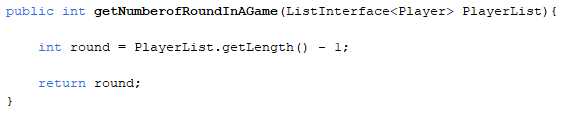 public int getNumberofRoundInAGame(ListInterface<Player> PlayerList){
int round = PlayerList.getLength() - 1;
return round;
}